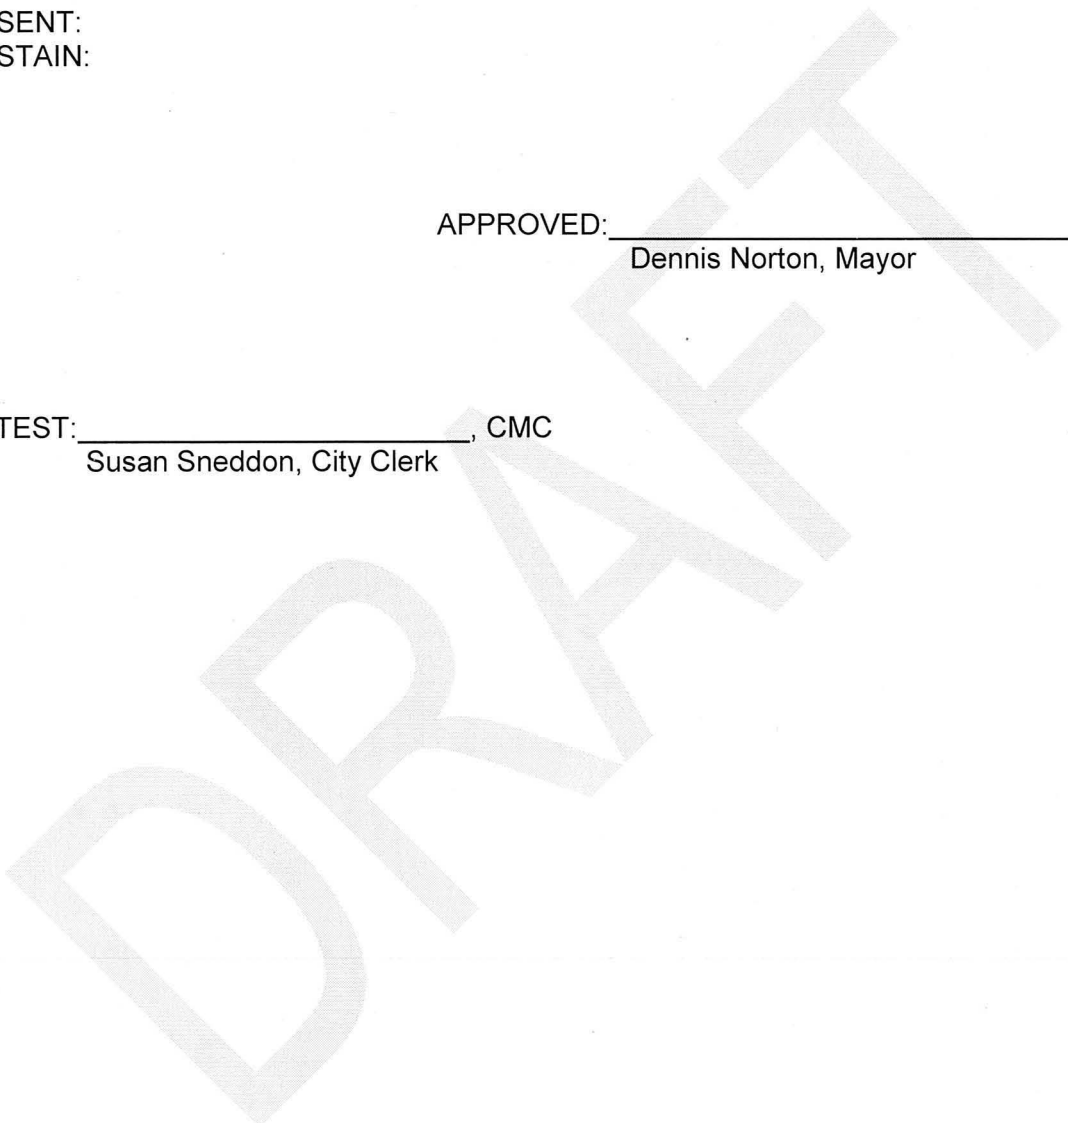 SENT:
STAIN:
APPROVED:
Dennis Norton, Mayor
TEST: , CMC
Susan Sneddon, City Clerk
DRAFT